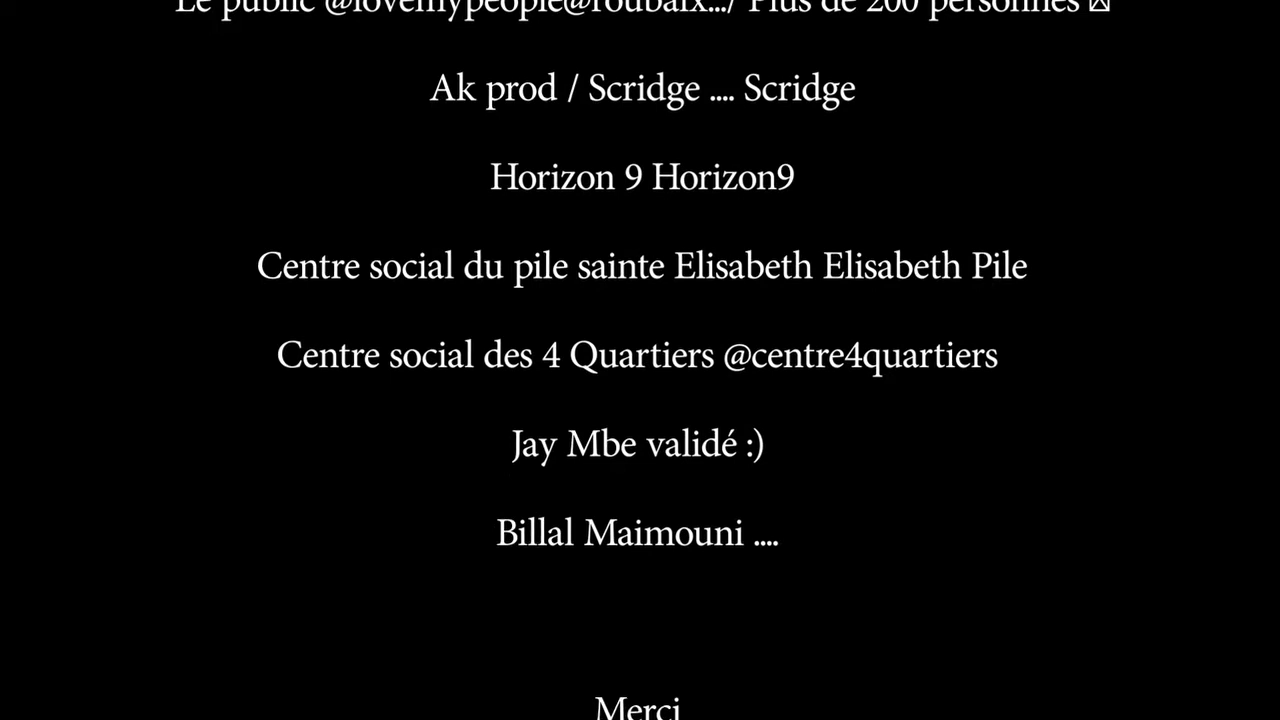 Le public @lovemypeople@roubaix.../ Plus de 200 personnes
Ak prod / Scridge .... Scridge
Horizon 9 Horizon9
Centre social du pile sainte Elisabeth Elisabeth Pile
Centre social des 4 Quartiers @centre4quartiers
Jay Mbe validé :)
Billal Maimouni ....
Merci